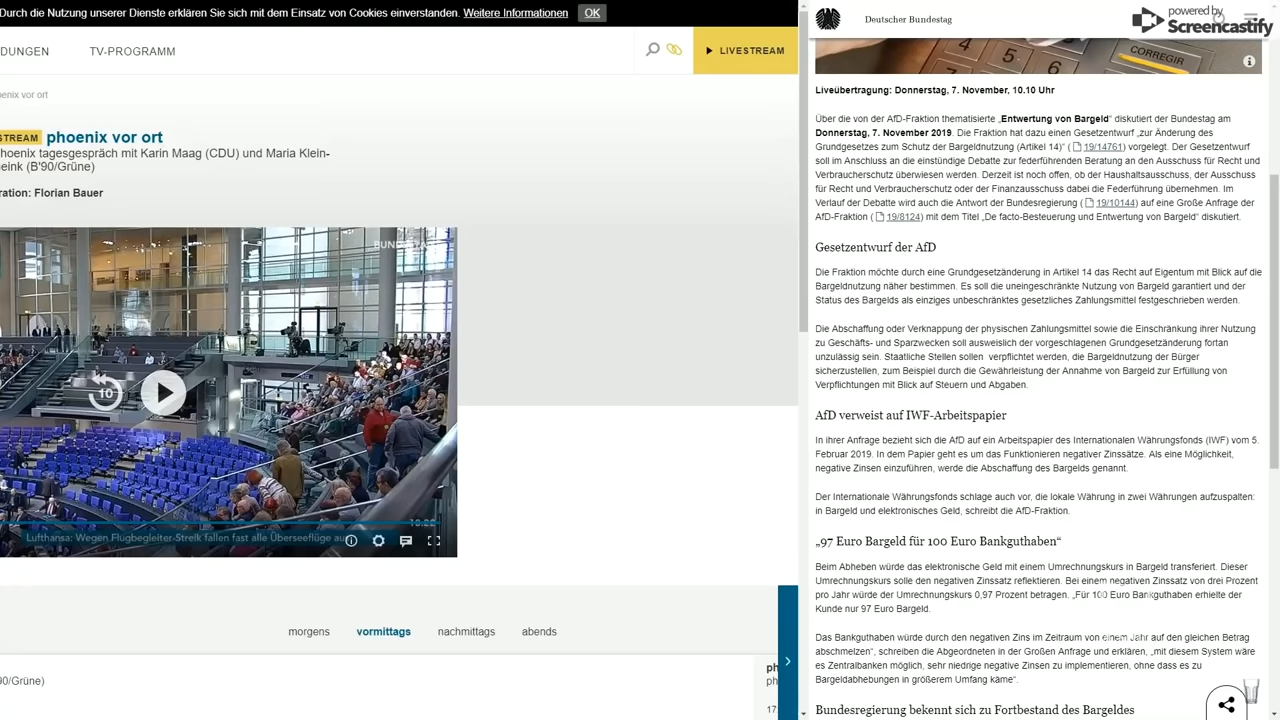 Durch die Nutzung unserer Dienste erklären Sie sich mit dem Einsatz von Cookies einverstanden. Weitere Informationen OK
DUNGEN TV-PROGRAMM
LIVESTREAM
oenix vor ort
STREAM phoenix vor ort
hoenix tagesgespräch mit Karin Maag (CDU) und Maria Klein-
eink (B'90/Grüne)
ration: Florian Bauer
10
Lufthansa: Wegen Flugbegleiter-Streik fallen fast alle Überseeflüge au
morgens vormittags nachmittags abends
90/Grüne)
ph
ph
17.
Deutscher Bundestag
powered by
Screencastify
4 5 6
CORREGIR
Liveübertragung: Donnerstag, 7. November, 10.10 Uhr
Über die von der AfD-Fraktion thematisierte „Entwertung von Bargeld“ diskutiert der Bundestag am
Donnerstag, 7. November 2019. Die Fraktion hat dazu einen Gesetzentwurf „zur Änderung des
Grundgesetzes zum Schutz der Bargeldnutzung (Artikel 14)“ ( 19/14761) vorgelegt. Der Gesetzentwurf
soll im Anschluss an die einstündige Debatte zur federführenden Beratung an den Ausschuss für Recht und
Verbraucherschutz überwiesen werden. Derzeit ist noch offen, ob der Haushaltsausschuss, der Ausschuss
für Recht und Verbraucherschutz oder der Finanzausschuss dabei die Federführung übernehmen. Im
Verlauf der Debatte wird auch die Antwort der Bundesregierung ( 19/10144) auf eine Große Anfrage der
AfD-Fraktion ( 19/8124) mit dem Titel „De facto-Besteuerung und Entwertung von Bargeld“ diskutiert.
Gesetzentwurf der AfD
Die Fraktion möchte durch eine Grundgesetzänderung in Artikel 14 das Recht auf Eigentum mit Blick auf die
Bargeldnutzung näher bestimmen. Es soll die uneingeschränkte Nutzung von Bargeld garantiert und der
Status des Bargelds als einziges unbeschränktes gesetzliches Zahlungsmittel festgeschrieben werden.
Die Abschaffung oder Verknappung der physischen Zahlungsmittel sowie die Einschränkung ihrer Nutzung
zu Geschäfts- und Sparzwecken soll ausweislich der vorgeschlagenen Grundgesetzänderung fortan
unzulässig sein. Staatliche Stellen sollen verpflichtet werden, die Bargeldnutzung der Bürger
sicherzustellen, zum Beispiel durch die Gewährleistung der Annahme von Bargeld zur Erfüllung von
Verpflichtungen mit Blick auf Steuern und Abgaben.
AfD verweist auf IWF-Arbeitspapier
In ihrer Anfrage bezieht sich die AfD auf ein Arbeitspapier des Internationalen Währungsfonds (IWF) vom 5.
Februar 2019. In dem Papier geht es um das Funktionieren negativer Zinssätze. Als eine Möglichkeit,
negative Zinsen einzuführen, werde die Abschaffung des Bargelds genannt.
Der Internationale Währungsfonds schlage auch vor, die lokale Währung in zwei Währungen aufzuspalten:
in Bargeld und elektronisches Geld, schreibt die AfD-Fraktion.
„97 Euro Bargeld für 100 Euro Bankguthaben“
Beim Abheben würde das elektronische Geld mit einem Umrechnungskurs in Bargeld transferiert. Dieser
Umrechnungskurs solle den negativen Zinssatz reflektieren. Bei einem negativen Zinssatz von drei Prozent
pro Jahr würde der Umrechnungskurs 0,97 Prozent betragen. „Für 100 Euro Bankguthaben erhielte der
Kunde nur 97 Euro Bargeld.
Das Bankguthaben würde durch den negativen Zins im Zeitraum von einem Jahr auf den gleichen Betrag
abschmelzen“, schreiben die Abgeordneten in der Großen Anfrage und erklären, „mit diesem System wäre
es Zentralbanken möglich, sehr niedrige negative Zinsen zu implementieren, ohne dass es zu
Bargeldabhebungen in größerem Umfang käme“.
Bundesregierung bekennt sich zu Fortbestand des Bargeldes